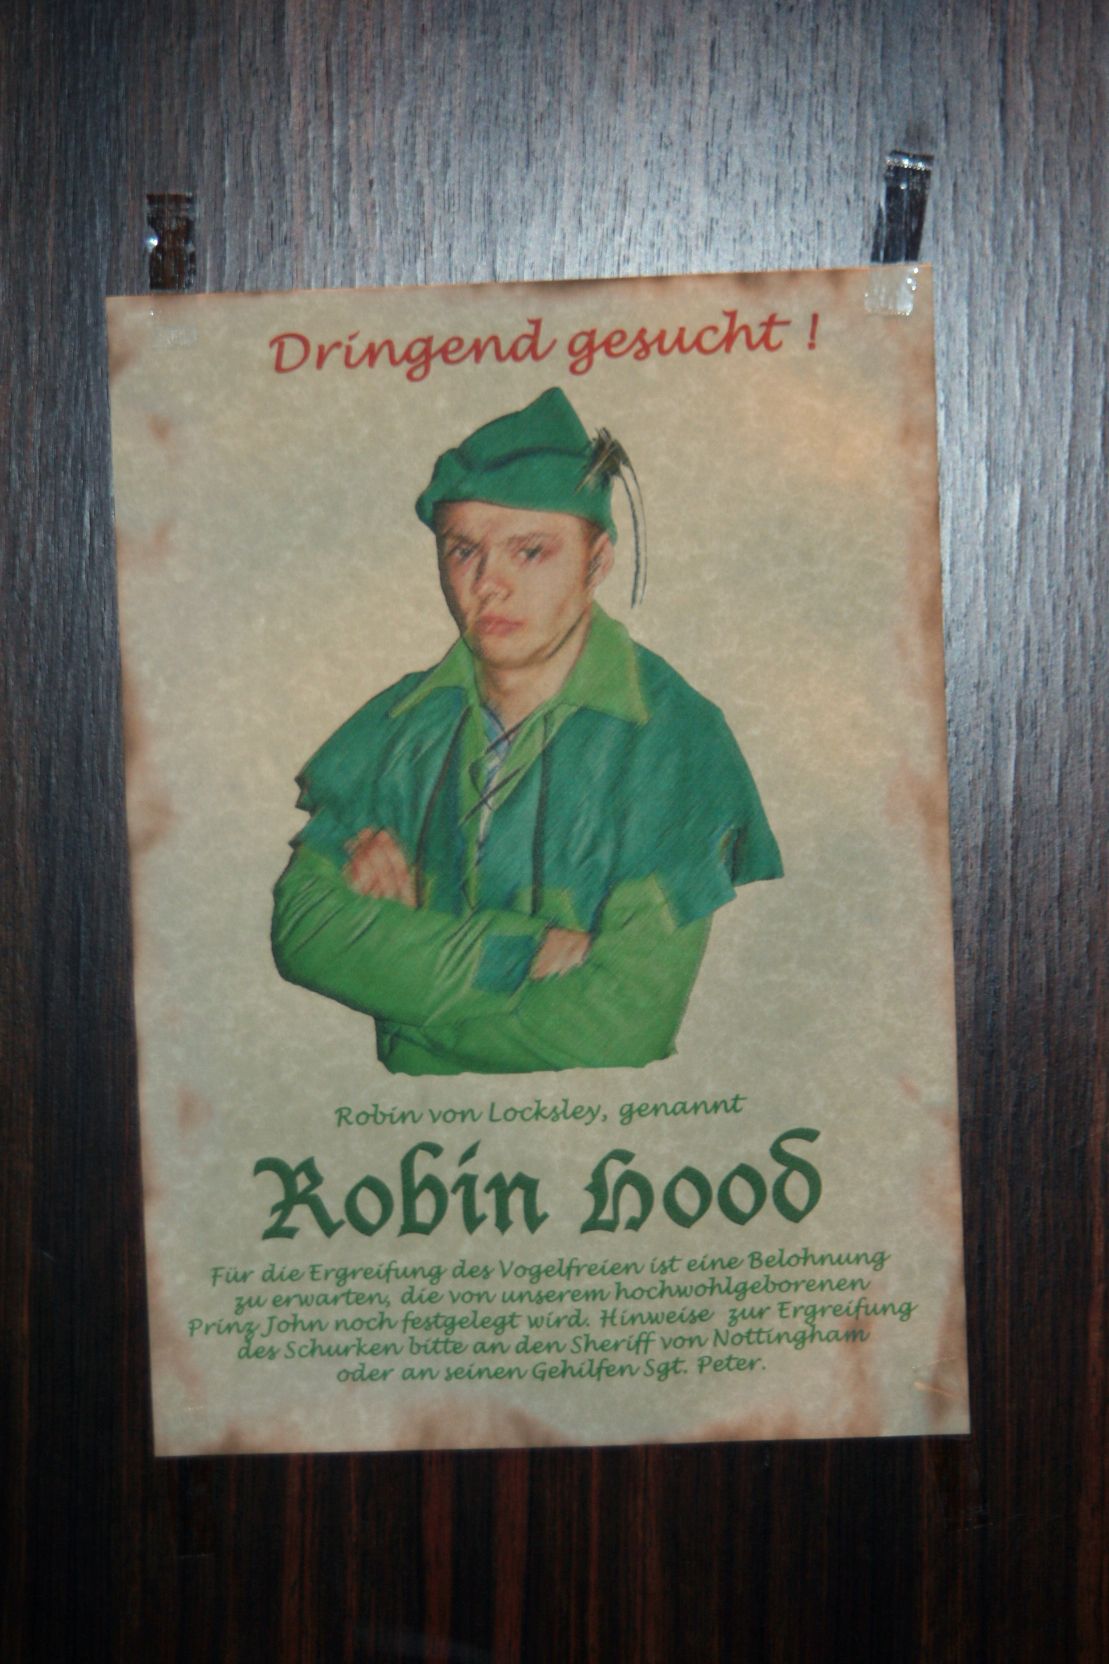 Dringend gesucht !
Robin von Locksley, genannt
Robin Hood
Für die Ergreifung des Vogelfreien ist eine Belohnung
zu erwarten, die von unserem hochwohlgeborenen
Prinz John noch festgelegt wird. Hinweise zur Ergreifung
des Schurken bitte an den Sheriff von Nottingham
oder an seinen Gehilfen Sgt. Peter.